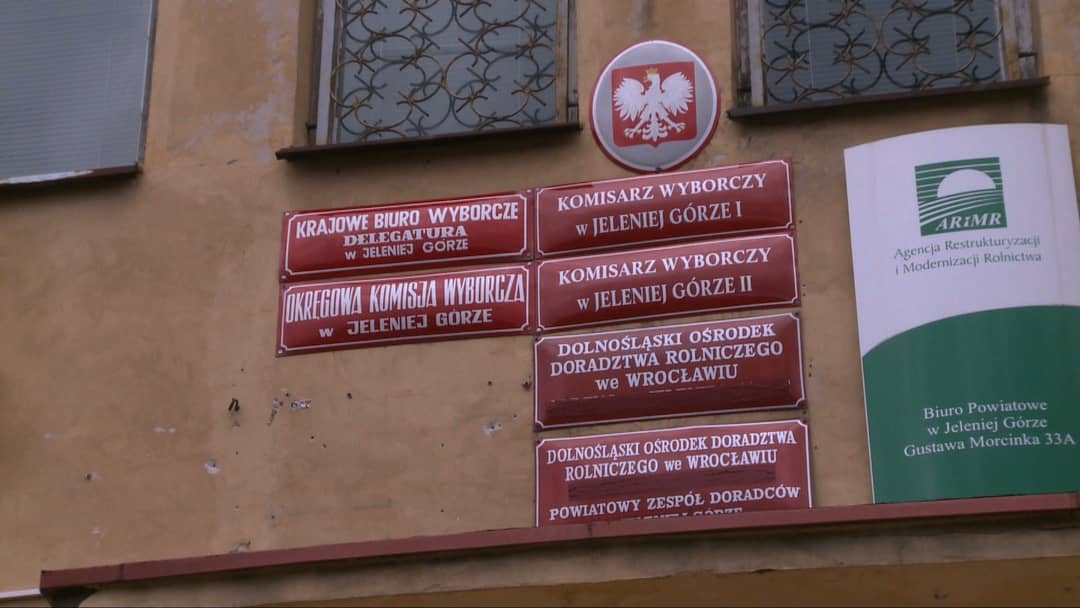 KRAJOWE BIURO WYBORCZE
DELEGATURA
W JELENIEJ GÓRZE
OKRĘGOWA KOMISJA WYBORCZA
W JELENIEJ GÓRZE
KOMISARZ WYBORCZY
w JELENIEJ GÓRZE I
KOMISARZ WYBORCZY
w JELENIEJ GÓRZE II
DOLNOŚLĄSKI OŚRODEK
DORADZTWA ROLNICZEGO
we WROCŁAWIU
DOLNOŚLĄSKI OŚRODEK DORADZTWA
ROLNICZEGO we WROCŁAWIU
POWIATOWY ZESPÓŁ DORADCÓW
ARiMR
Agencja Restrukturyzacji
i Modernizacji Rolnictwa
Biuro Powiatowe
w Jeleniej Górze
Gustawa Morcinka 33A